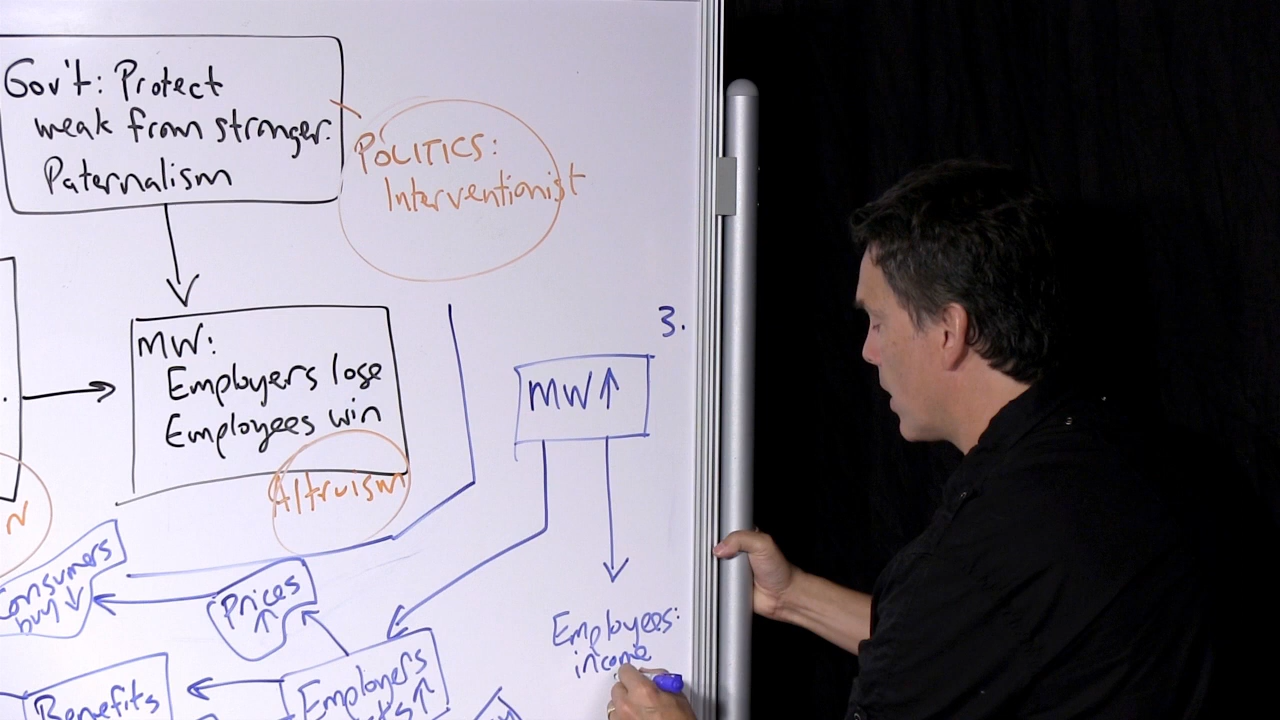 Gov't: Protect
weak from stronger.
Paternalism
POLITICS:
Interventionist
MW:
Employers lose
Employees win
Altruism
3.
MW↑
Consumers
buy ↓
Prices
↑
Employees:
income
Benefits
Employers